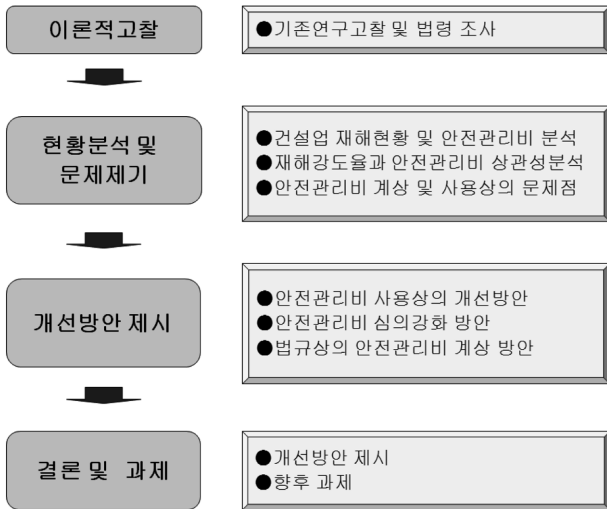 이론적고찰
●기존연구고찰 및 법령 조사
현황분석 및
문제제기
●건설업 재해현황 및 안전관리비 분석
●재해강도율과 안전관리비 상관성분석
●안전관리비 계상 및 사용상의 문제점
개선방안 제시
●안전관리비 사용상의 개선방안
●안전관리비 심의강화 방안
●법규상의 안전관리비 계상 방안
결론 및 과제
●개선방안 제시
●향후 과제